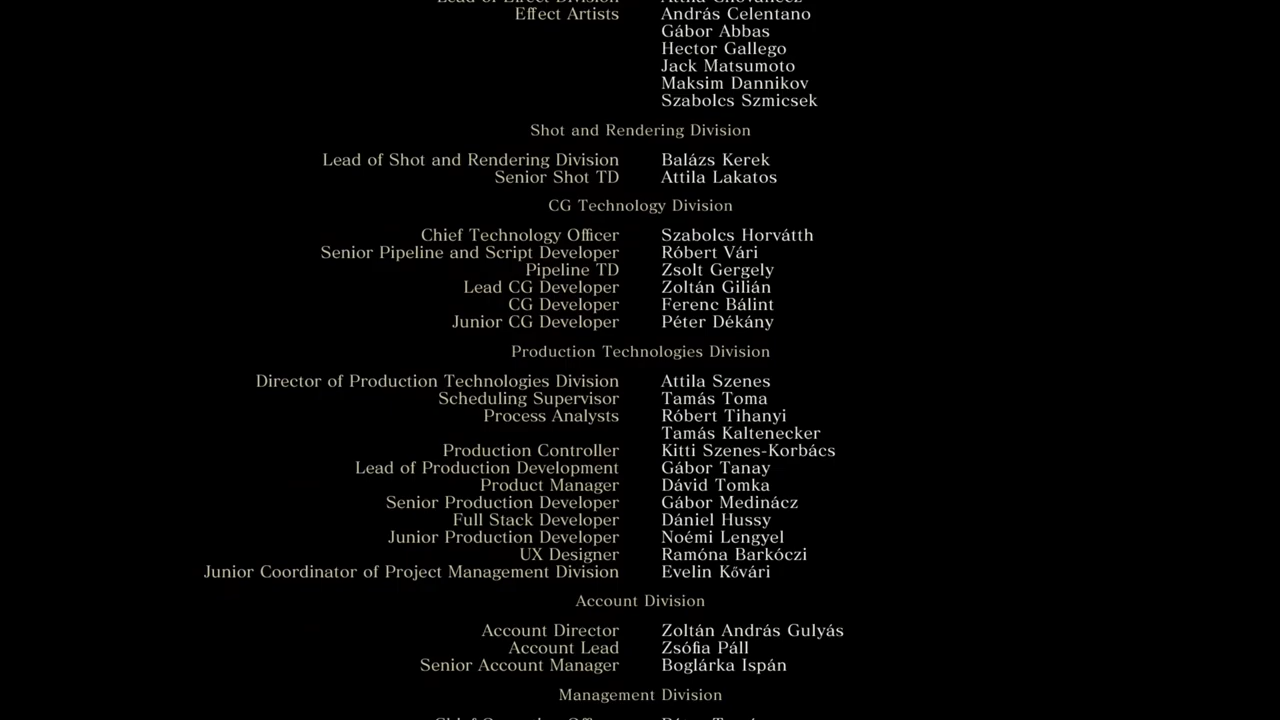 Effect Artists András Celentano
Gábor Abbas
Hector Gallego
Jack Matsumoto
Maksim Dannikov
Szabolcs Szmicsek
Shot and Rendering Division
Lead of Shot and Rendering Division Balázs Kerek
Senior Shot TD Attila Lakatos
CG Technology Division
Chief Technology Officer Szabolcs Horvátth
Senior Pipeline and Script Developer Róbert Vári
Pipeline TD Zsolt Gergely
Lead CG Developer Zoltán Gilián
CG Developer Ferenc Bálint
Junior CG Developer Péter Dékány
Production Technologies Division
Director of Production Technologies Division Attila Szenes
Scheduling Supervisor Tamás Toma
Process Analysts Róbert Tihanyi
Tamás Kaltenecker
Production Controller Kitti Szenes-Korbács
Lead of Production Development Gábor Tanay
Product Manager Dávid Tomka
Senior Production Developer Gábor Medinácz
Full Stack Developer Dániel Hussy
Junior Production Developer Noémi Lengyel
UX Designer Ramóna Barkóczi
Junior Coordinator of Project Management Division Evelin Kővári
Account Division
Account Director Zoltán András Gulyás
Account Lead Zsófia Páll
Senior Account Manager Boglárka Ispán
Management Division